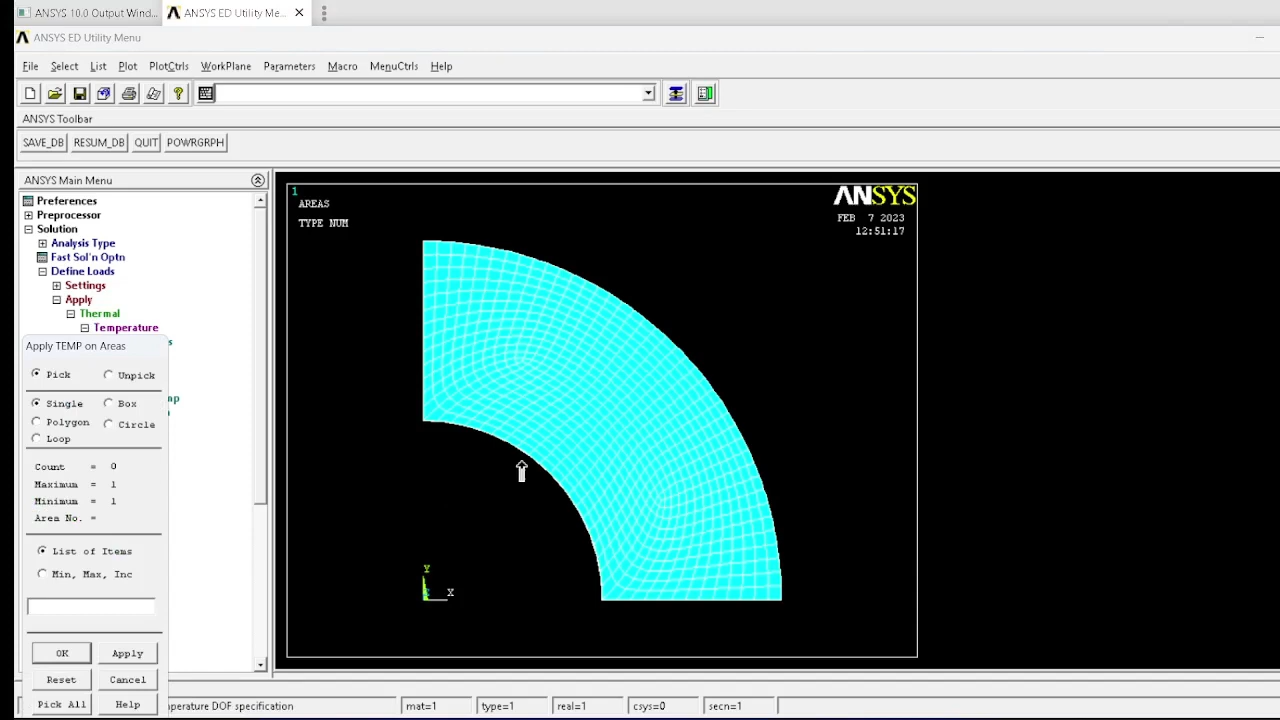 ANSYS 10.0 Output Wind...
ANSYS ED Utility Me...
ANSYS ED Utility Menu
File Select List Plot PlotCtrls WorkPlane Parameters Macro MenuCtrls Help
ANSYS Toolbar
SAVE_DB RESUM_DB QUIT POWRGRPH
ANSYS Main Menu
Preferences
Preprocessor
Solution
Analysis Type
Fast Sol'n Optn
Define Loads
Settings
Apply
Thermal
Temperature
Apply TEMP on Areas
Pick Unpick
Single Box
Polygon Circle
Loop
Count = 0
Maximum = 1
Minimum = 1
Area No. =
List of Items
Min, Max, Inc
OK Apply
Reset Cancel
Pick All Help
s
mp
1
AREAS
TYPE NUM
ANSYS
FEB 7 2023
12:51:17
Y
X
perature DOF specification
mat=1 type=1 real=1 csys=0 secn=1